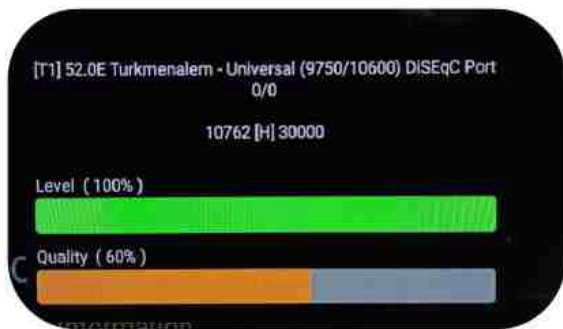 [T1] 52.0E Turkmenalem - Universal (9750/10600) DiSEqC Port
0/0
10762 [H] 30000
Level ( 100% )
Quality ( 60% )